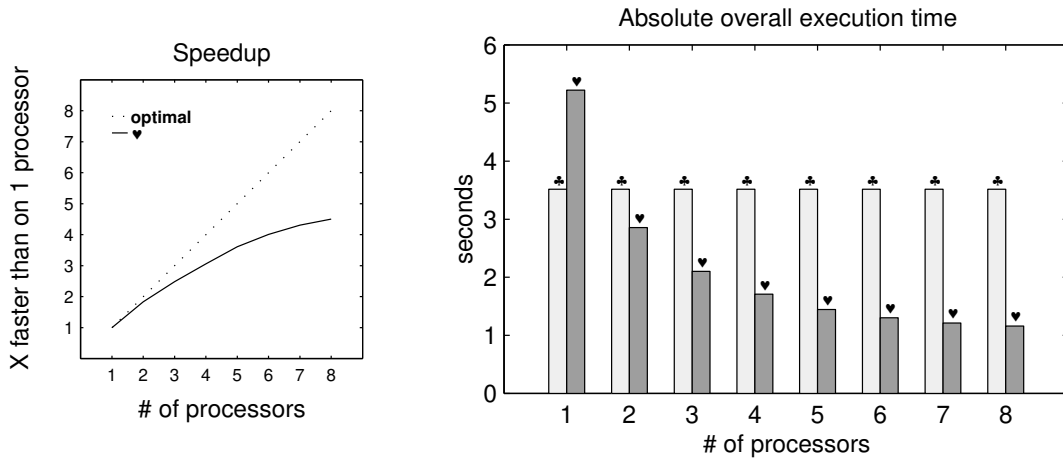 Speedup
X faster than on 1 processor
8
7
6
5
4
3
2
1
optimal
♥
1 2 3 4 5 6 7 8
# of processors
Absolute overall execution time
seconds
6
5
4
3
2
1
0
♣ ♥ ♣ ♥ ♣ ♥ ♣ ♥ ♣ ♥ ♣ ♥ ♣ ♥ ♣ ♥
1 2 3 4 5 6 7 8
# of processors